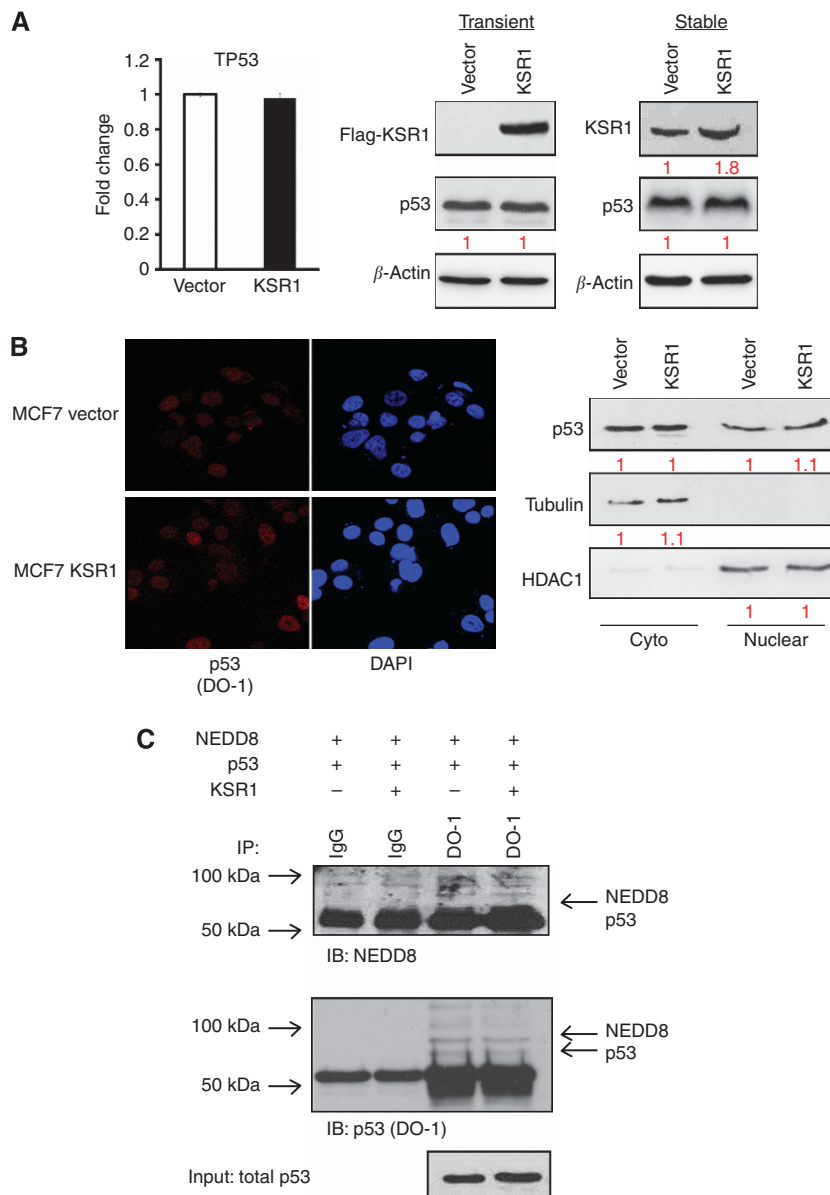 A
TP53
1.2
1
0.8
0.6
0.4
0.2
0
Fold change
Vector
KSR1
Transient
Vector
KSR1
Flag-KSR1
p53
1 1
β-Actin
Stable
Vector
KSR1
KSR1
1 1.8
p53
1 1
β-Actin
B
MCF7 vector
MCF7 KSR1
p53
(DO-1)
DAPI
Vector
KSR1
Vector
KSR1
p53
1 1 1 1.1
Tubulin
1 1.1
HDAC1
1 1
Cyto
Nuclear
C
NEDD8 + + + +
p53 + + + +
KSR1 – + – +
IP: IgG IgG DO-1 DO-1
100 kDa
50 kDa
NEDD8
p53
IB: NEDD8
100 kDa
50 kDa
NEDD8
p53
IB: p53 (DO-1)
Input: total p53